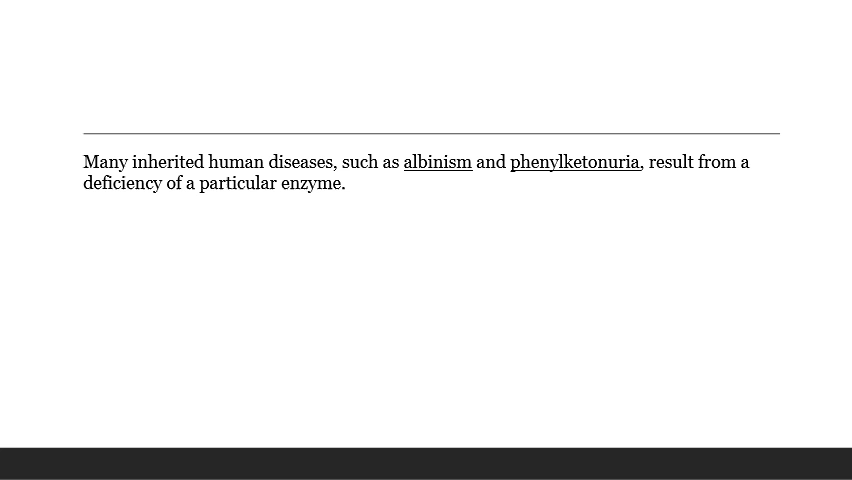 Many inherited human diseases, such as albinism and phenylketonuria, result from a
deficiency of a particular enzyme.